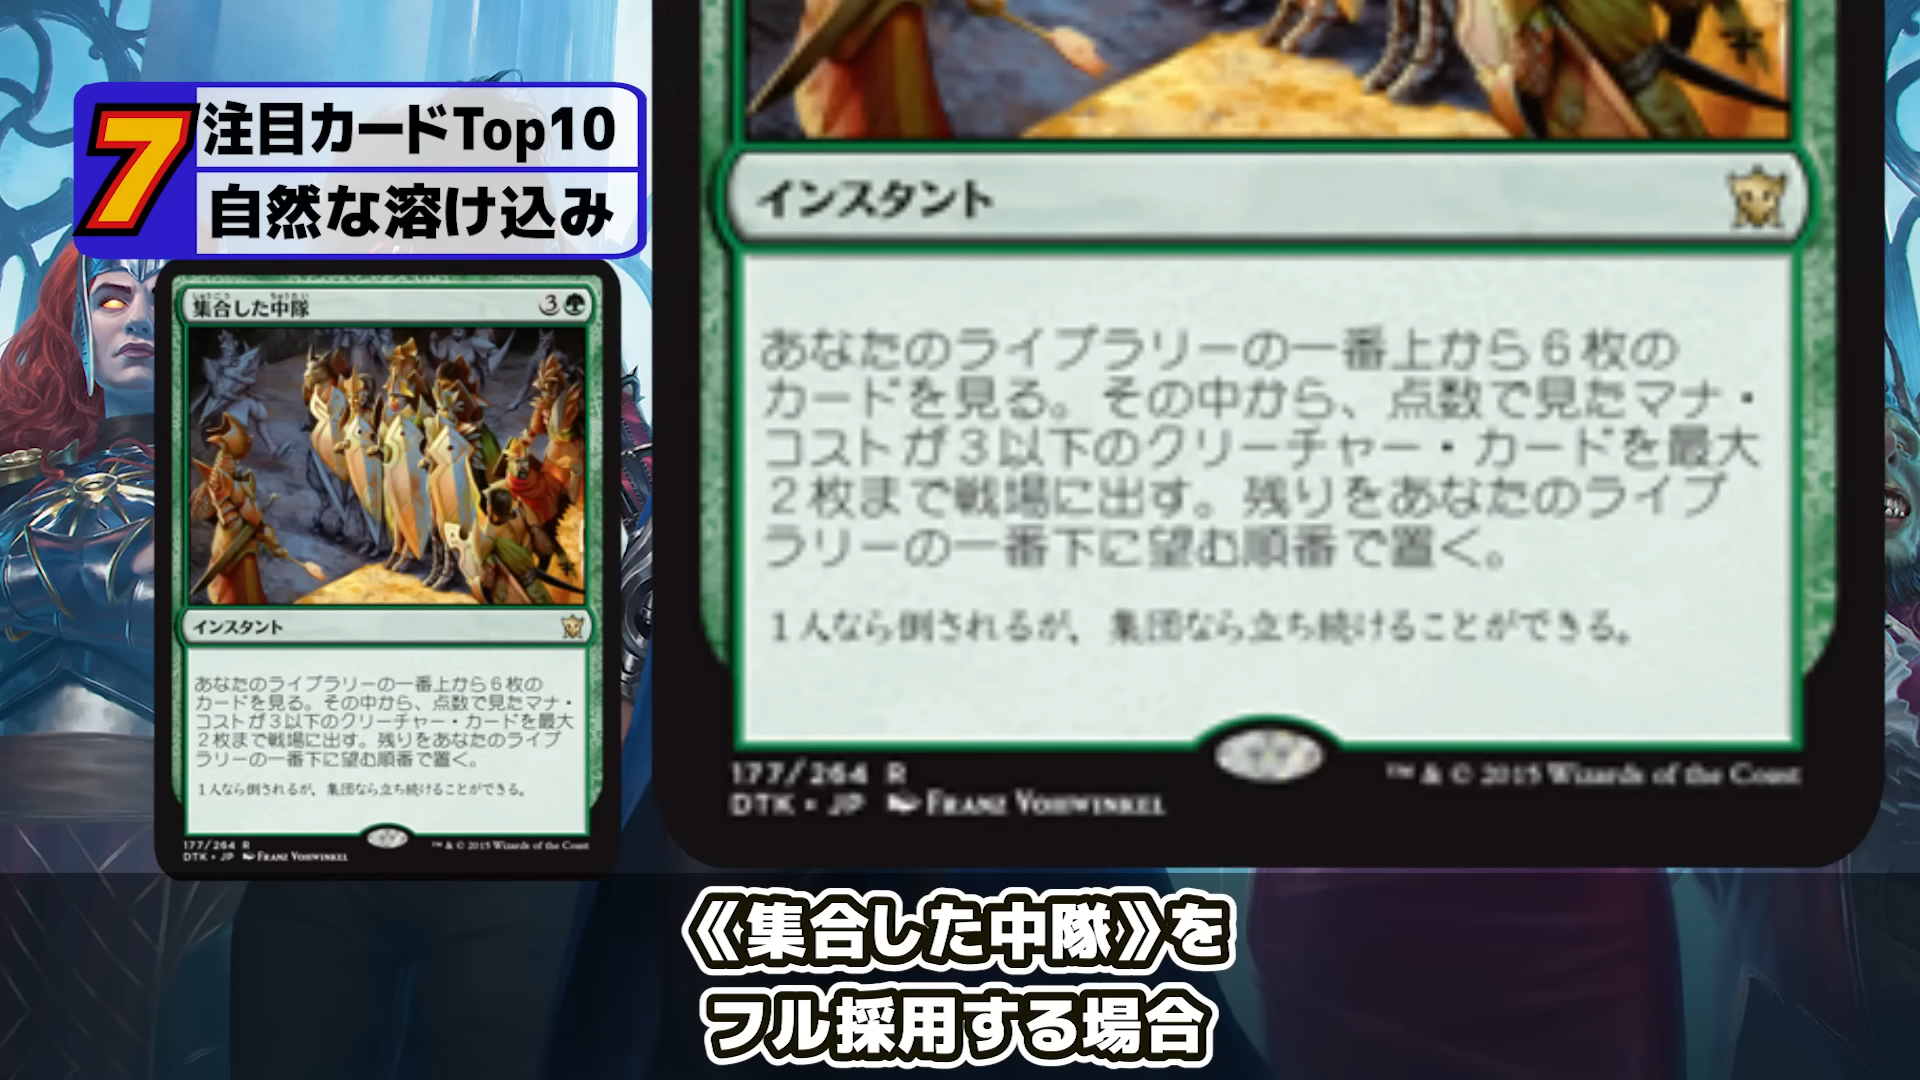 7
注目カードTop10
自然な溶け込み
集合した中隊
3
インスタント
あなたのライブラリーの一番上から6枚の
カードを見る。その中から、点数で見たマナ・
コストが3以下のクリーチャー・カードを最大
2枚まで戦場に出す。残りをあなたのライブ
ラリーの一番下に望む順番で置く。
1人なら倒されるが、集団なら立ち続けることができる。
177/264 R
DTK • JP Franz Vohwinkel
™ & © 2015 Wizards of the Coast
インスタント
あなたのライブラリーの一番上から6枚の
カードを見る。その中から、点数で見たマナ・
コストが3以下のクリーチャー・カードを最大
2枚まで戦場に出す。残りをあなたのライブ
ラリーの一番下に望む順番で置く。
1人なら倒されるが、集団なら立ち続けることができる。
177/264 R
DTK • JP Franz Vohwinkel
™ & © 2015 Wizards of the Coast
《集合した中隊》を
フル採用する場合